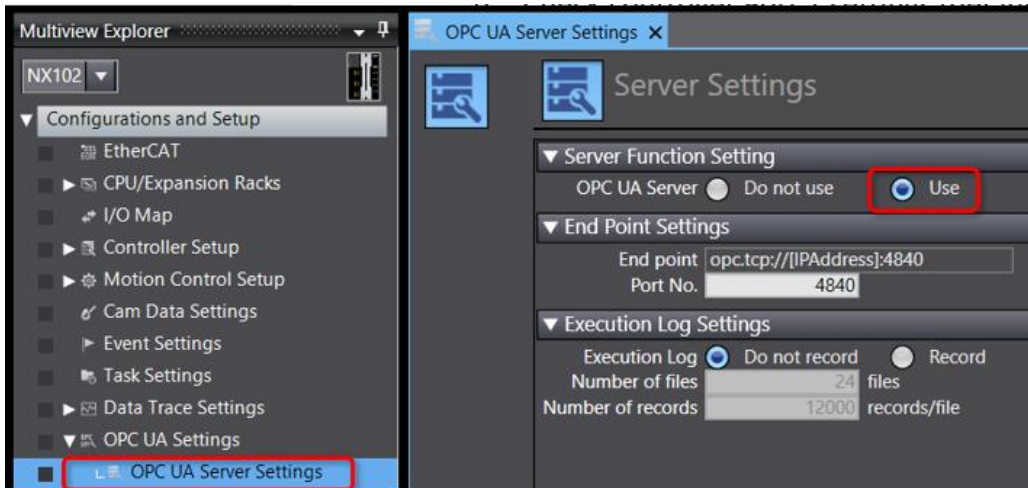 Multiview Explorer
NX102
Configurations and Setup
EtherCAT
CPU/Expansion Racks
I/O Map
Controller Setup
Motion Control Setup
Cam Data Settings
Event Settings
Task Settings
Data Trace Settings
OPC UA Settings
OPC UA Server Settings
OPC UA Server Settings X
Server Settings
Server Function Setting
OPC UA Server Do not use Use
End Point Settings
End point opc.tcp://[IPAddress]:4840
Port No. 4840
Execution Log Settings
Execution Log Do not record Record
Number of files 24 files
Number of records 12000 records/file